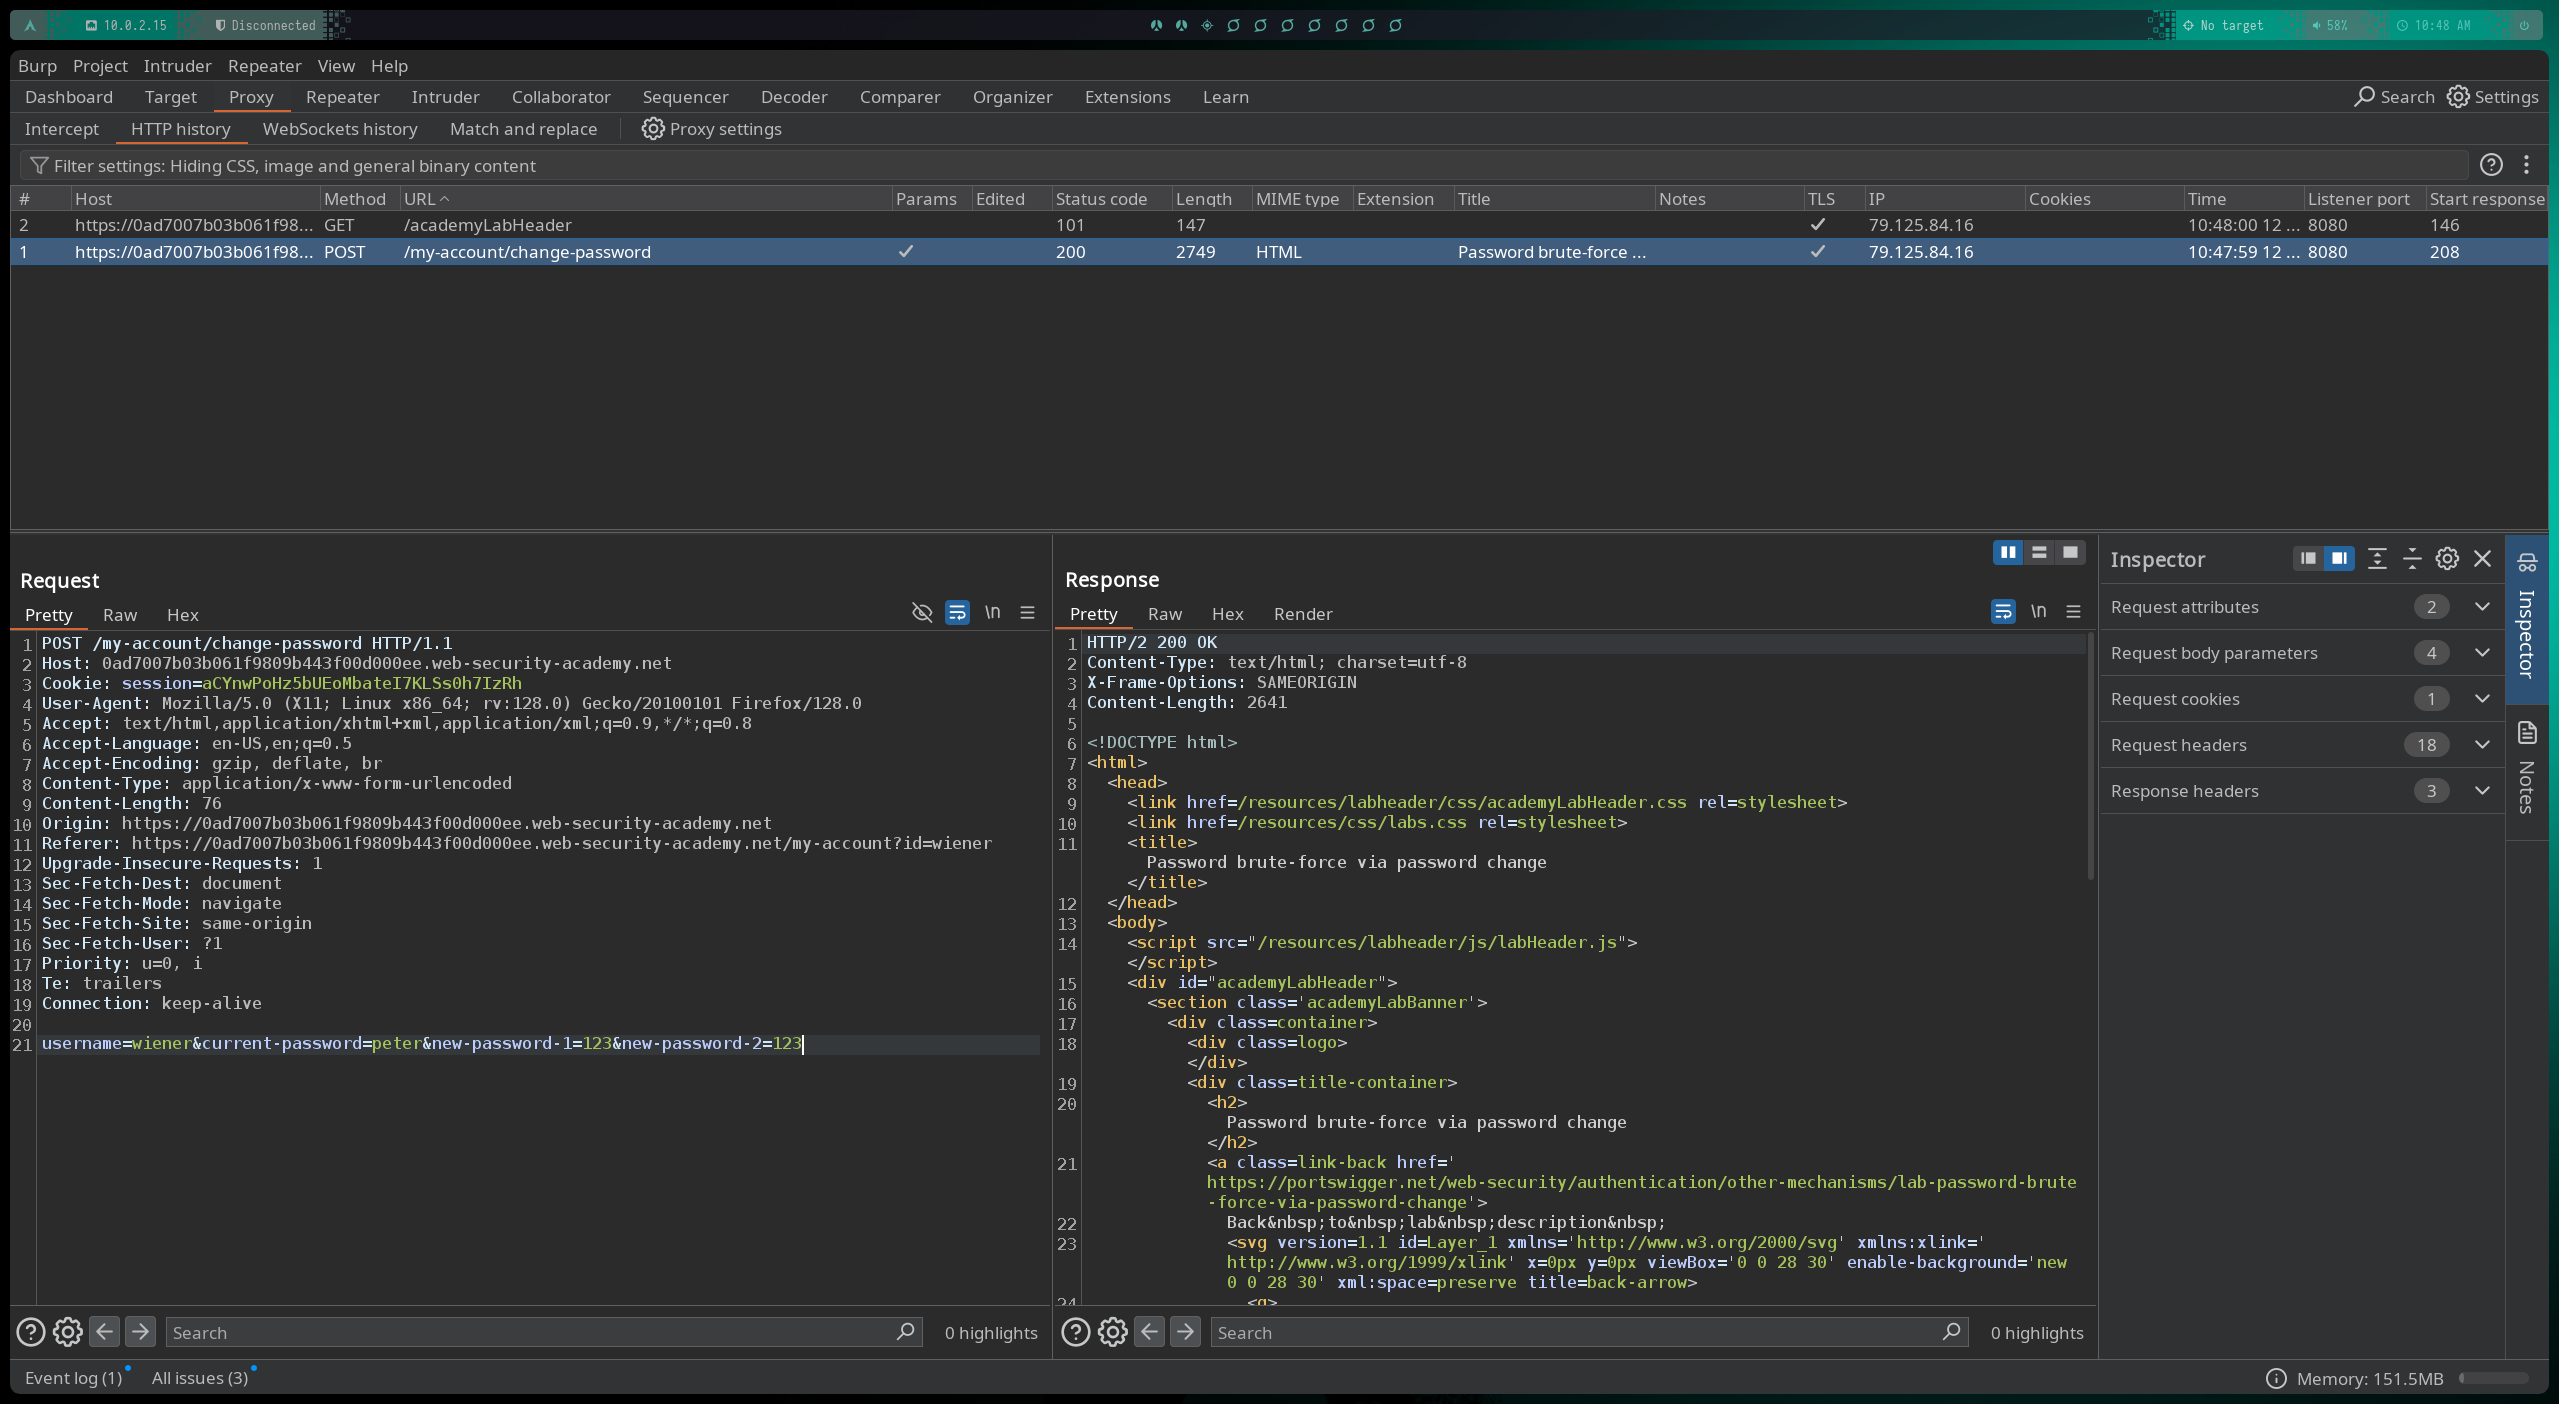 10.0.2.15 Disconnected No target 58% 10:48 AM
Burp Project Intruder Repeater View Help
Dashboard Target Proxy Repeater Intruder Collaborator Sequencer Decoder Comparer Organizer Extensions Learn Search Settings
Intercept HTTP history WebSockets history Match and replace Proxy settings
Filter settings: Hiding CSS, image and general binary content
# Host Method URL Params Edited Status code Length MIME type Extension Title Notes TLS IP Cookies Time Listener port Start response
2 https://0ad7007b03b061f98... GET /academyLabHeader 101 147 ✓ 79.125.84.16 10:48:00 12 ... 8080 146
1 https://0ad7007b03b061f98... POST /my-account/change-password ✓ 200 2749 HTML Password brute-force ... ✓ 79.125.84.16 10:47:59 12 ... 8080 208
Request
Pretty Raw Hex \n
1 POST /my-account/change-password HTTP/1.1
2 Host: 0ad7007b03b061f9809b443f00d000ee.web-security-academy.net
3 Cookie: session=aCYnwPoHz5bUEoMbateI7KLSs0h7IzRh
4 User-Agent: Mozilla/5.0 (X11; Linux x86_64; rv:128.0) Gecko/20100101 Firefox/128.0
5 Accept: text/html,application/xhtml+xml,application/xml;q=0.9,*/*;q=0.8
6 Accept-Language: en-US,en;q=0.5
7 Accept-Encoding: gzip, deflate, br
8 Content-Type: application/x-www-form-urlencoded
9 Content-Length: 76
10 Origin: https://0ad7007b03b061f9809b443f00d000ee.web-security-academy.net
11 Referer: https://0ad7007b03b061f9809b443f00d000ee.web-security-academy.net/my-account?id=wiener
12 Upgrade-Insecure-Requests: 1
13 Sec-Fetch-Dest: document
14 Sec-Fetch-Mode: navigate
15 Sec-Fetch-Site: same-origin
16 Sec-Fetch-User: ?1
17 Priority: u=0, i
18 Te: trailers
19 Connection: keep-alive
20
21 username=wiener&current-password=peter&new-password-1=123&new-password-2=123
Search 0 highlights
Response
Pretty Raw Hex Render \n
1 HTTP/2 200 OK
2 Content-Type: text/html; charset=utf-8
3 X-Frame-Options: SAMEORIGIN
4 Content-Length: 2641
5
6 <!DOCTYPE html>
7 <html>
8 <head>
9 <link href=/resources/labheader/css/academyLabHeader.css rel=stylesheet>
10 <link href=/resources/css/labs.css rel=stylesheet>
11 <title>
Password brute-force via password change
</title>
12 </head>
13 <body>
14 <script src="/resources/labheader/js/labHeader.js">
</script>
15 <div id="academyLabHeader">
16 <section class='academyLabBanner'>
17 <div class=container>
18 <div class=logo>
</div>
19 <div class=title-container>
20 <h2>
Password brute-force via password change
</h2>
21 <a class=link-back href='
https://portswigger.net/web-security/authentication/other-mechanisms/lab-password-brute
-force-via-password-change'>
22 Back&nbsp;to&nbsp;lab&nbsp;description&nbsp;
23 <svg version=1.1 id=Layer_1 xmlns='http://www.w3.org/2000/svg' xmlns:xlink='
http://www.w3.org/1999/xlink' x=0px y=0px viewBox='0 0 28 30' enable-background='new
0 0 28 30' xml:space=preserve title=back-arrow>
24 <g>
Search 0 highlights
Inspector
Request attributes 2
Request body parameters 4
Request cookies 1
Request headers 18
Response headers 3
Inspector
Notes
Event log (1) All issues (3) Memory: 151.5MB